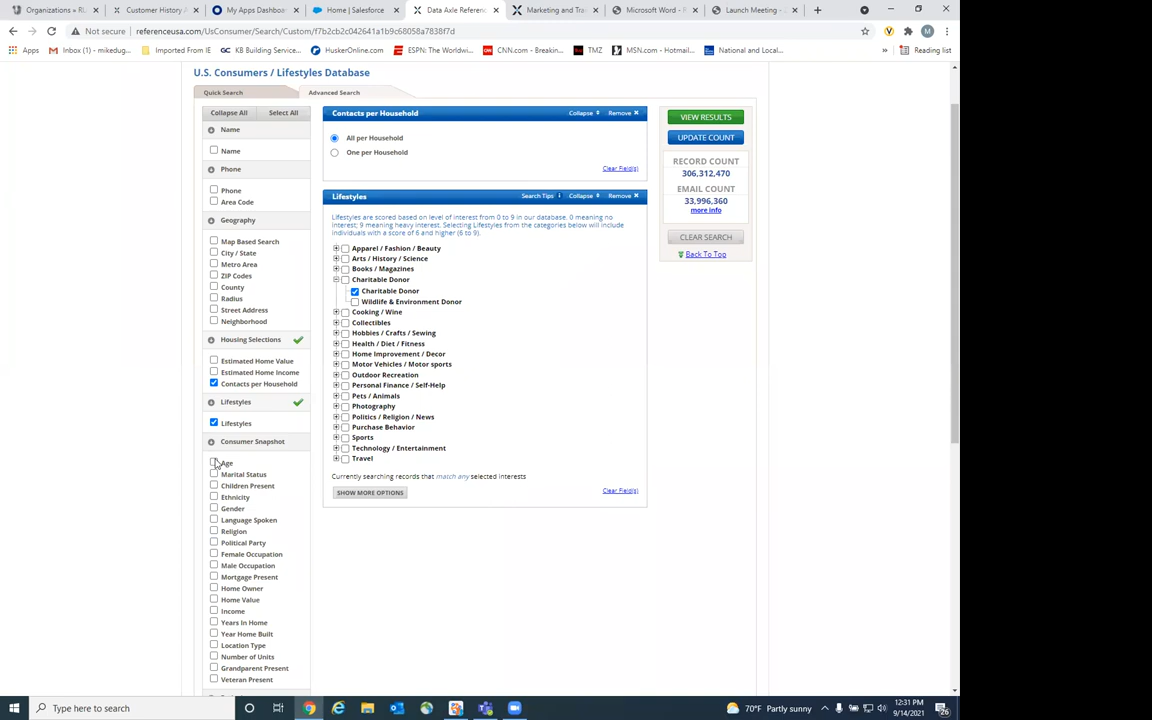 Organizations » RL
Customer History A
My Apps Dashboard
Home | Salesforce
Data Axle Referenc
Marketing and Tra
Microsoft Word - R
Launch Meeting -
Not secure | referenceusa.com/UsConsumer/Search/Custom/f7b2cb2c042641a1b9c68058a7838f7d
V
M
Apps
Inbox (1) - mikedug...
Imported From IE
KB Building Service...
HuskerOnline.com
ESPN: The Worldwi...
CNN.com - Breakin...
TMZ
MSN.com - Hotmail...
National and Local...
»
Reading list
U.S. Consumers / Lifestyles Database
Quick Search
Advanced Search
Collapse All
Select All
Name
Name
Phone
Phone
Area Code
Geography
Map Based Search
City / State
Metro Area
ZIP Codes
County
Radius
Street Address
Neighborhood
Housing Selections
Estimated Home Value
Estimated Home Income
Contacts per Household
Lifestyles
Lifestyles
Consumer Snapshot
Age
Marital Status
Children Present
Ethnicity
Gender
Language Spoken
Religion
Political Party
Female Occupation
Male Occupation
Mortgage Present
Home Owner
Home Value
Income
Years In Home
Year Home Built
Location Type
Number of Units
Grandparent Present
Veteran Present
Contacts per Household
Collapse
Remove
All per Household
One per Household
Clear Field(s)
Lifestyles
Search Tips
Collapse
Remove
Lifestyles are scored based on level of interest from 0 to 9 in our database. 0 meaning no
interest; 9 meaning heavy interest. Selecting Lifestyles from the categories below will include
individuals with a score of 6 and higher (6 to 9).
Apparel / Fashion / Beauty
Arts / History / Science
Books / Magazines
Charitable Donor
Charitable Donor
Wildlife & Environment Donor
Cooking / Wine
Collectibles
Hobbies / Crafts / Sewing
Health / Diet / Fitness
Home Improvement / Decor
Motor Vehicles / Motor sports
Outdoor Recreation
Personal Finance / Self-Help
Pets / Animals
Photography
Politics / Religion / News
Purchase Behavior
Sports
Technology / Entertainment
Travel
Currently searching records that match any selected interests
SHOW MORE OPTIONS
Clear Field(s)
VIEW RESULTS
UPDATE COUNT
RECORD COUNT
306,312,470
EMAIL COUNT
33,996,360
more info
CLEAR SEARCH
Back To Top
Type here to search
70°F Partly sunny
12:31 PM
9/14/2021
26